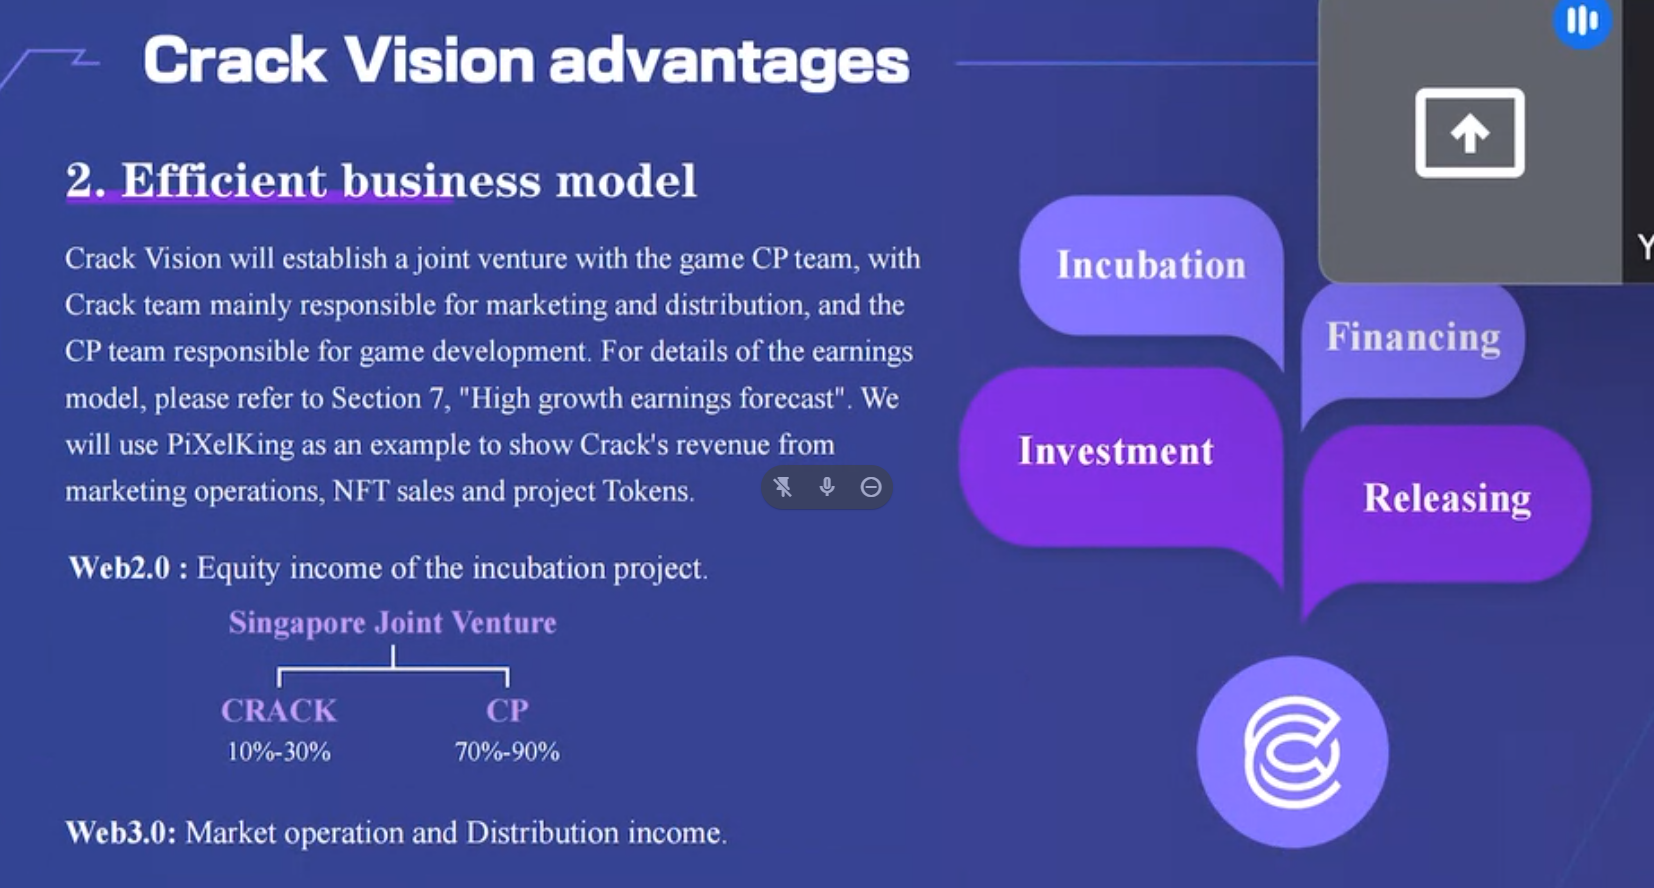 Crack Vision advantages
2. Efficient business model
Crack Vision will establish a joint venture with the game CP team, with
Crack team mainly responsible for marketing and distribution, and the
CP team responsible for game development. For details of the earnings
model, please refer to Section 7, "High growth earnings forecast". We
will use PiXelKing as an example to show Crack's revenue from
marketing operations, NFT sales and project Tokens.
Web2.0 : Equity income of the incubation project.
Singapore Joint Venture
CRACK CP
10%-30% 70%-90%
Web3.0: Market operation and Distribution income.
Incubation
Financing
Investment
Releasing
Y